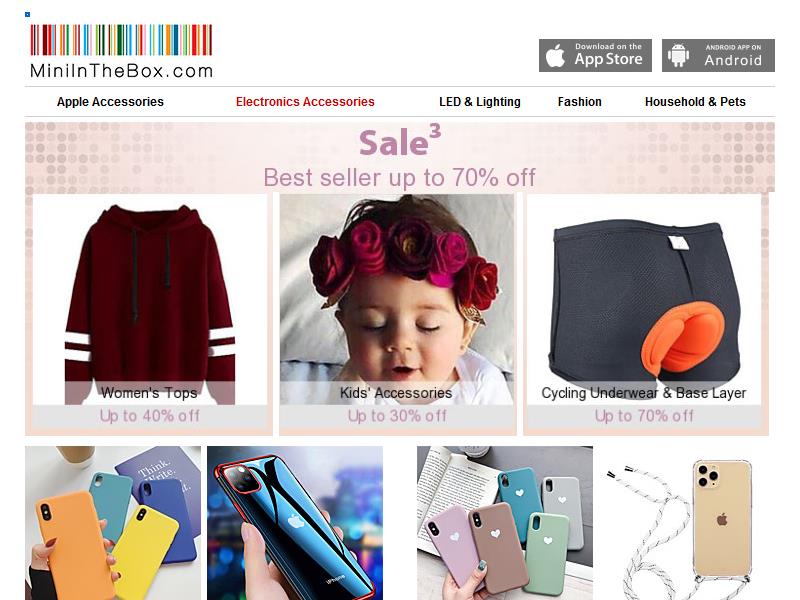 MiniInTheBox.com
Download on the
App Store
ANDROID APP ON
Android
Apple Accessories
Electronics Accessories
LED & Lighting
Fashion
Household & Pets
Sale³
Best seller up to 70% off
Women's Tops
Kids' Accessories
Cycling Underwear & Base Layer
Up to 40% off
Up to 30% off
Up to 70% off
Think.
Write.
iPhone